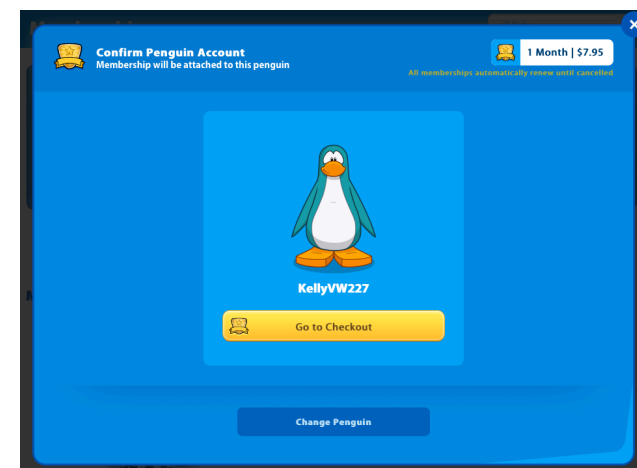 Confirm Penguin Account
Membership will be attached to this penguin
1 Month | $7.95
All memberships automatically renew until cancelled
KellyVW227
Go to Checkout
Change Penguin